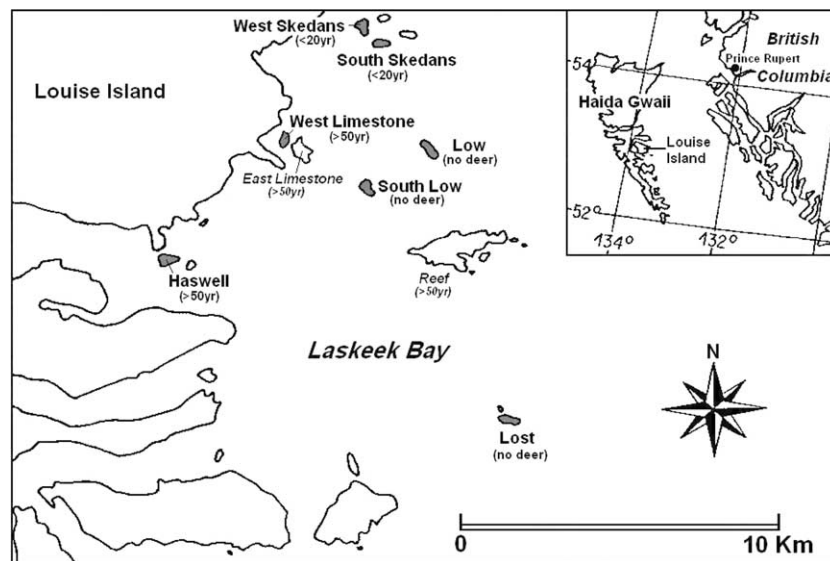 West Skedans
(<20yr)
South Skedans
(<20yr)
Louise Island
West Limestone
(>50yr)
East Limestone
(>50yr)
Low
(no deer)
South Low
(no deer)
Haswell
(>50yr)
Reef
(>50yr)
Laskeek Bay
Lost
(no deer)
N
0
10 Km
British
Columbia
Prince Rupert
54
Haida Gwaii
Louise
Island
52°
134°
132°